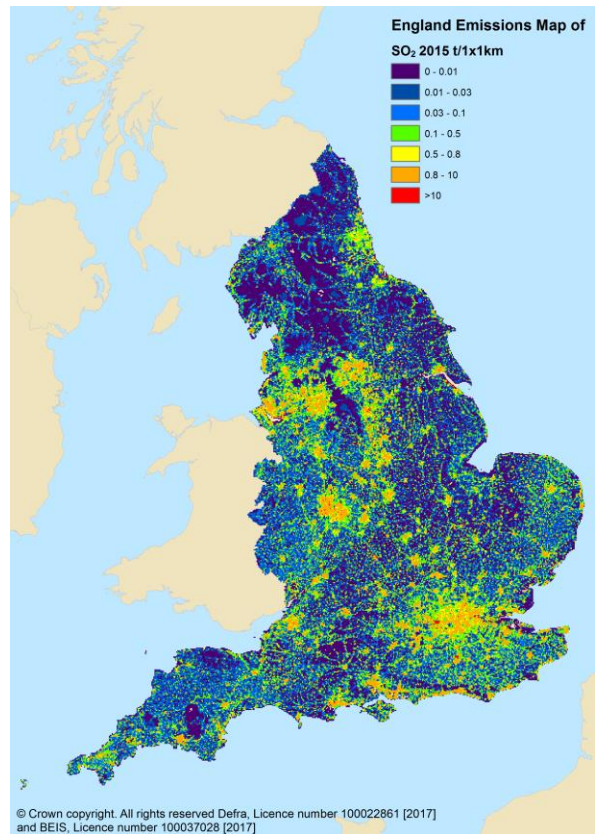 England Emissions Map of
SO₂ 2015 t/1x1km
0 - 0.01
0.01 - 0.03
0.03 - 0.1
0.1 - 0.5
0.5 - 0.8
0.8 - 10
>10
© Crown copyright. All rights reserved Defra, Licence number 100022861 [2017]
and BEIS, Licence number 100037028 [2017]